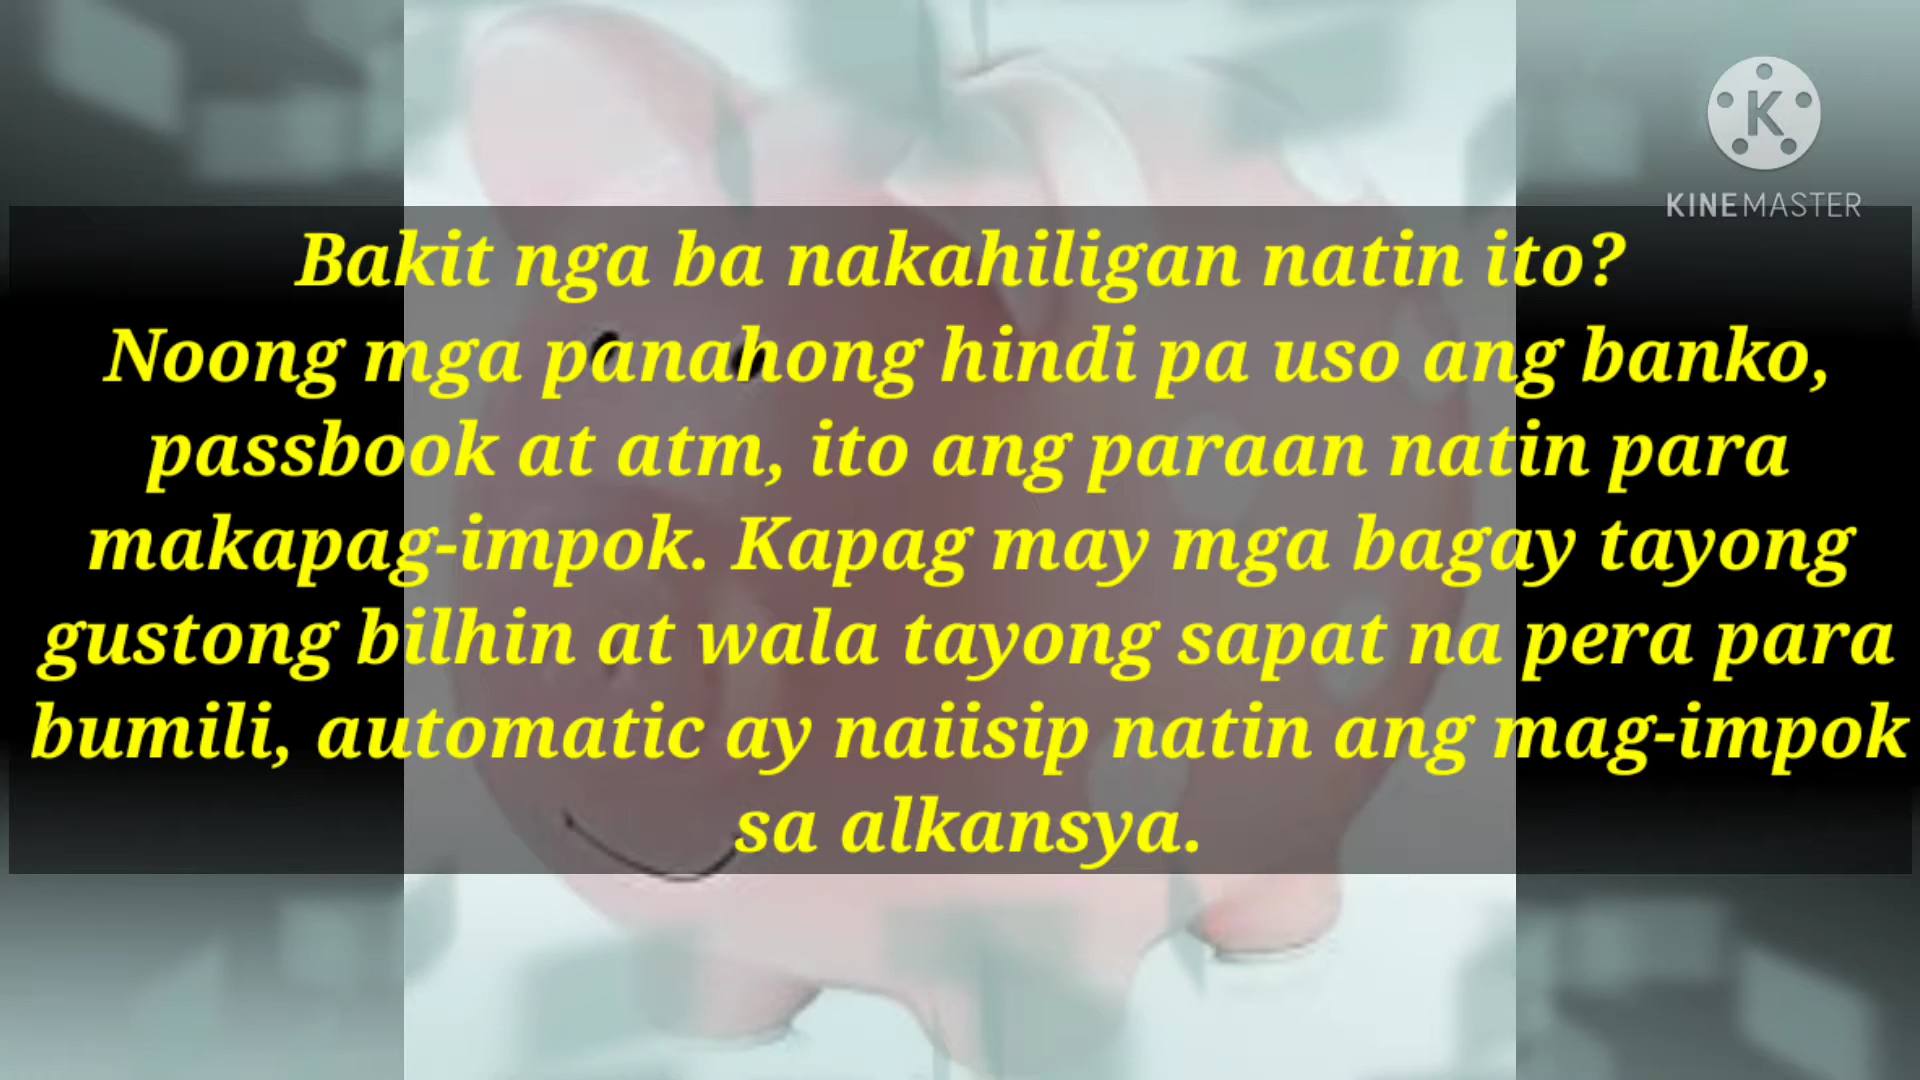 K
KINEMASTER
Bakit nga ba nakahiligan natin ito?
Noong mga panahong hindi pa uso ang banko,
passbook at atm, ito ang paraan natin para
makapag-impok. Kapag may mga bagay tayong
gustong bilhin at wala tayong sapat na pera para
bumili, automatic ay naiisip natin ang mag-impok
sa alkansya.